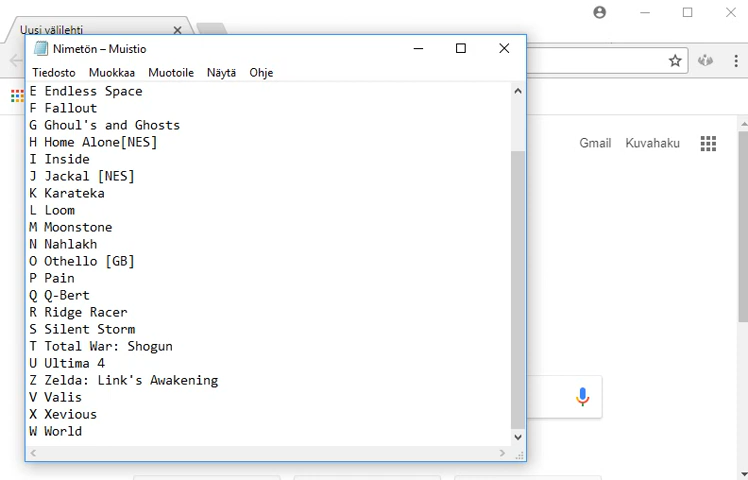 Uusi välilehti
Nimetön – Muistio
Tiedosto Muokkaa Muotoile Näytä Ohje
E Endless Space
F Fallout
G Ghoul's and Ghosts
H Home Alone[NES]
I Inside
J Jackal [NES]
K Karateka
L Loom
M Moonstone
N Nahlakh
O Othello [GB]
P Pain
Q Q-Bert
R Ridge Racer
S Silent Storm
T Total War: Shogun
U Ultima 4
Z Zelda: Link's Awakening
V Valis
X Xevious
W World
Gmail Kuvahaku